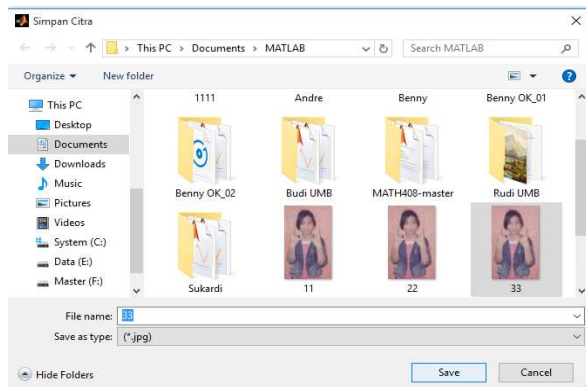 Simpan Citra
This PC > Documents > MATLAB
Search MATLAB
Organize
New folder
This PC
Desktop
Documents
Downloads
Music
Pictures
Videos
System (C:)
Data (E:)
Master (F:)
1111 Andre Benny Benny OK_01
Benny OK_02 Budi UMB MATH408-master Rudi UMB
Sukardi 11 22 33
File name: 33
Save as type: (*.jpg)
Hide Folders
Save
Cancel